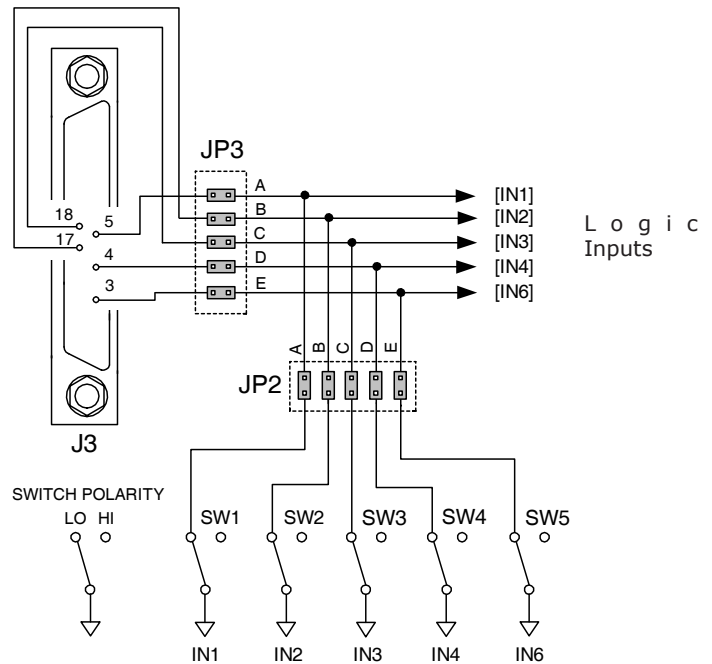 JP3
A
[IN1]
B
[IN2]
18
5
C
[IN3]
L o g i c
Inputs
17
4
D
[IN4]
3
E
[IN6]
A B C D E
JP2
J3
SWITCH POLARITY
LO HI
SW1 SW2 SW3 SW4 SW5
IN1 IN2 IN3 IN4 IN6